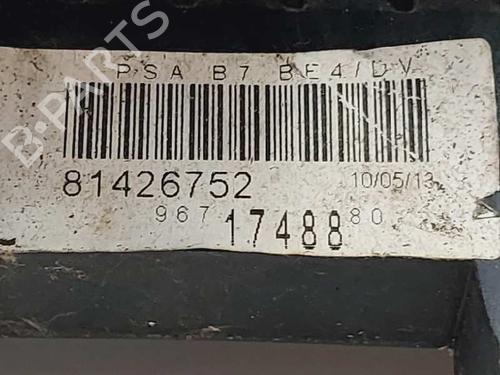 PSA B7 BE4/DV
81426752 10/05/13
967 17488 80
B-PARTS